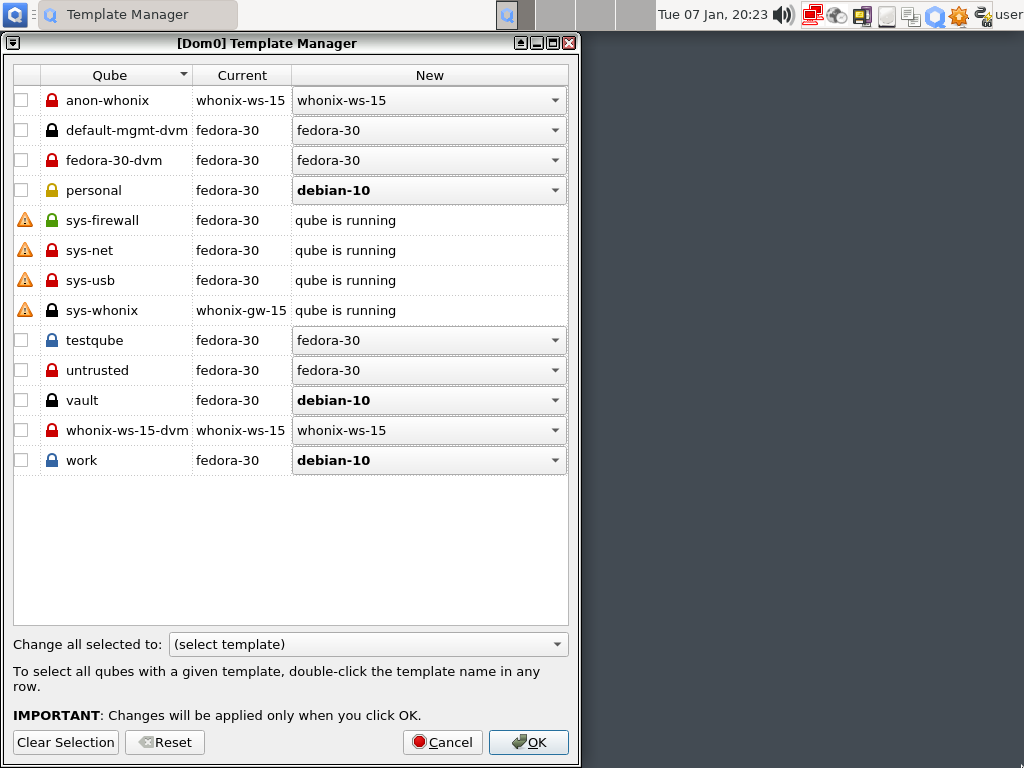 Template Manager
Tue 07 Jan, 20:23
user
[Dom0] Template Manager
Qube Current New
anon-whonix whonix-ws-15 whonix-ws-15
default-mgmt-dvm fedora-30 fedora-30
fedora-30-dvm fedora-30 fedora-30
personal fedora-30 debian-10
sys-firewall fedora-30 qube is running
sys-net fedora-30 qube is running
sys-usb fedora-30 qube is running
sys-whonix whonix-gw-15 qube is running
testqube fedora-30 fedora-30
untrusted fedora-30 fedora-30
vault fedora-30 debian-10
whonix-ws-15-dvm whonix-ws-15 whonix-ws-15
work fedora-30 debian-10
Change all selected to: (select template)
To select all qubes with a given template, double-click the template name in any
row.
IMPORTANT: Changes will be applied only when you click OK.
Clear Selection Reset Cancel OK